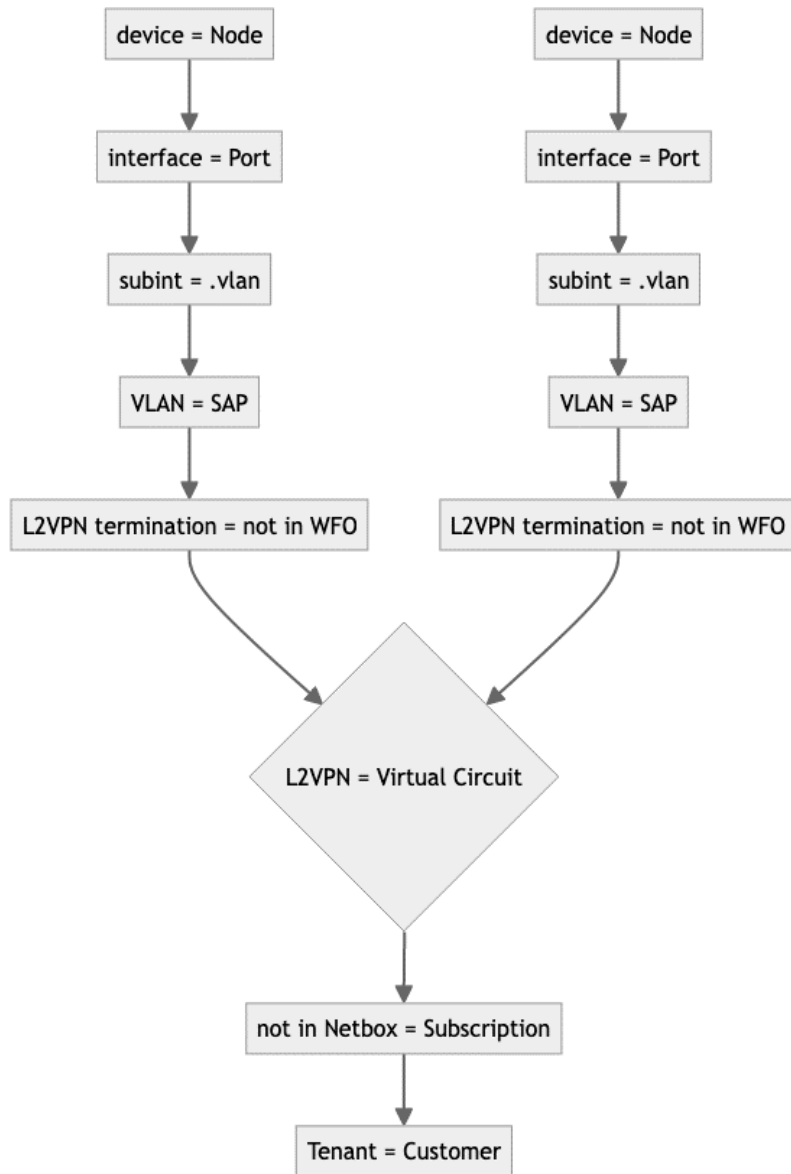 device = Node
device = Node
interface = Port
interface = Port
subint = .vlan
subint = .vlan
VLAN = SAP
VLAN = SAP
L2VPN termination = not in WFO
L2VPN termination = not in WFO
L2VPN = Virtual Circuit
not in Netbox = Subscription
Tenant = Customer